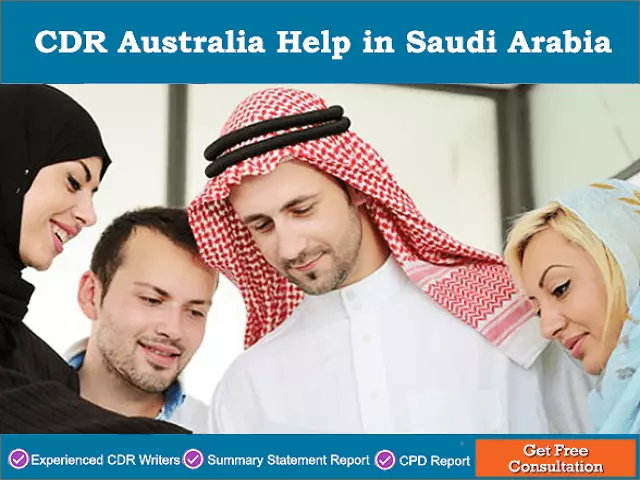 CDR Australia Help in Saudi Arabia
Experienced CDR Writers
Summary Statement Report
CPD Report
Get Free
Consultation